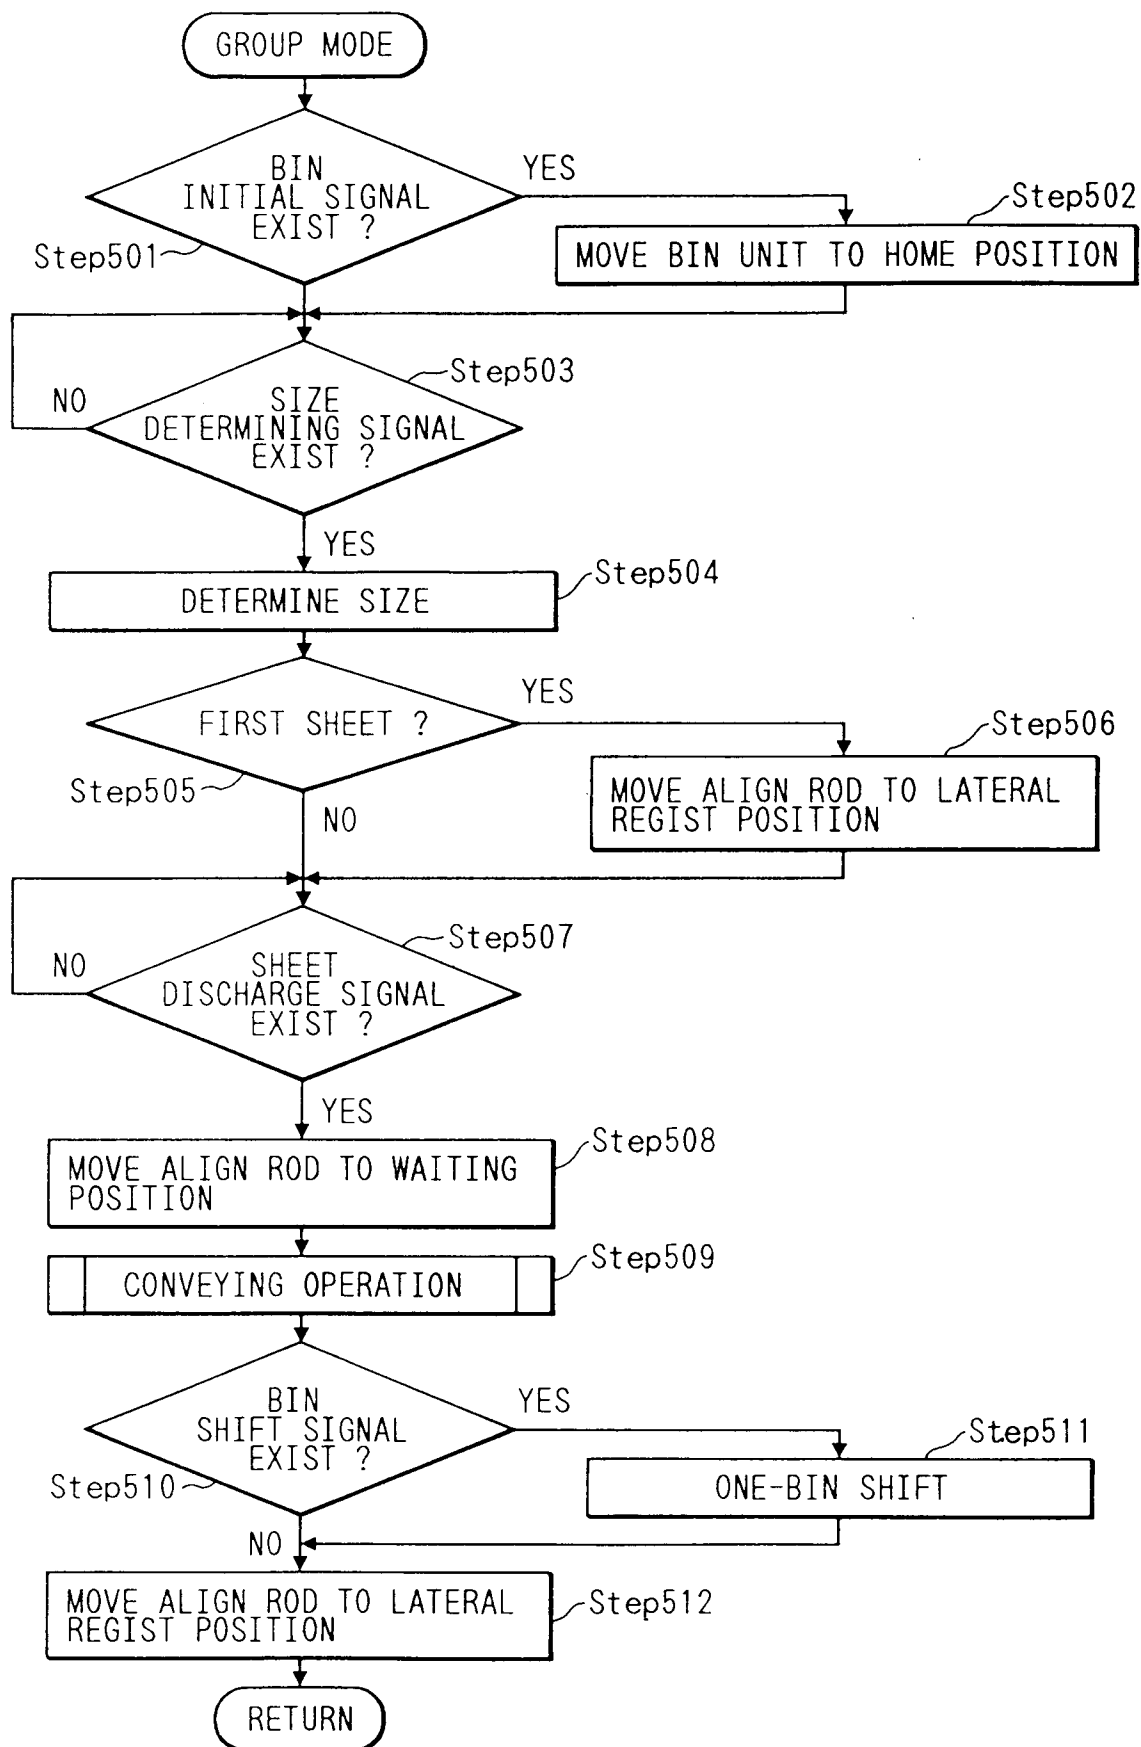 GROUP MODE
BIN
INITIAL SIGNAL
EXIST ?
YES
Step501
Step502
MOVE BIN UNIT TO HOME POSITION
Step503
NO
SIZE
DETERMINING SIGNAL
EXIST ?
YES
Step504
DETERMINE SIZE
YES
FIRST SHEET ?
Step505
Step506
MOVE ALIGN ROD TO LATERAL
REGIST POSITION
NO
Step507
NO
SHEET
DISCHARGE SIGNAL
EXIST ?
YES
Step508
MOVE ALIGN ROD TO WAITING
POSITION
Step509
CONVEYING OPERATION
BIN
SHIFT SIGNAL
EXIST ?
YES
Step510
Step511
ONE-BIN SHIFT
NO
MOVE ALIGN ROD TO LATERAL
REGIST POSITION
Step512
RETURN